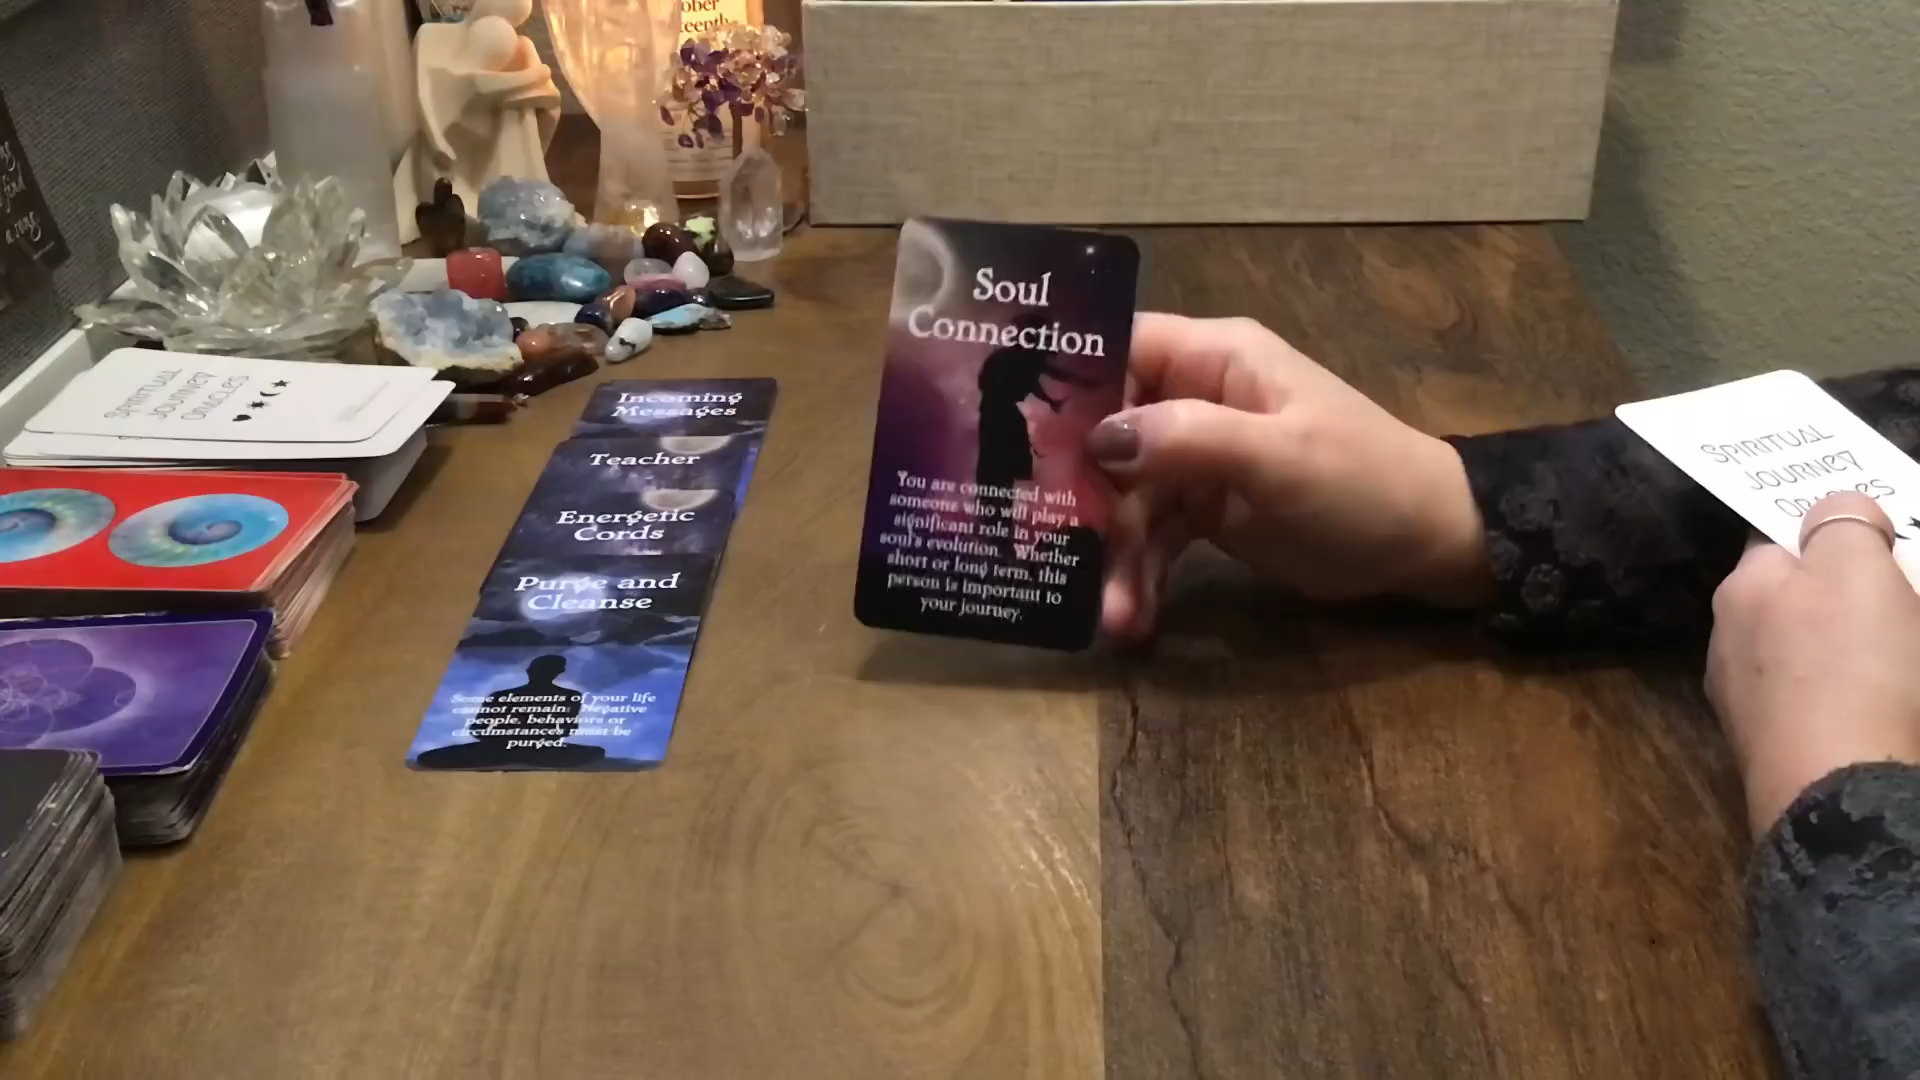 ober
Soul
Connection
You are connected with
someone who will play a
significant role in your
soul's evolution. Whether
short or long term, this
person is important to
your journey.
Incoming
Messages
Teacher
Energetic
Cords
Purge and
Cleanse
Some elements of your life
cannot remain. Negative
people, behaviors or
circumstances must be
purged.
SPIRITUAL
JOURNEY
ORACLES
SPIRITUAL
JOURNEY